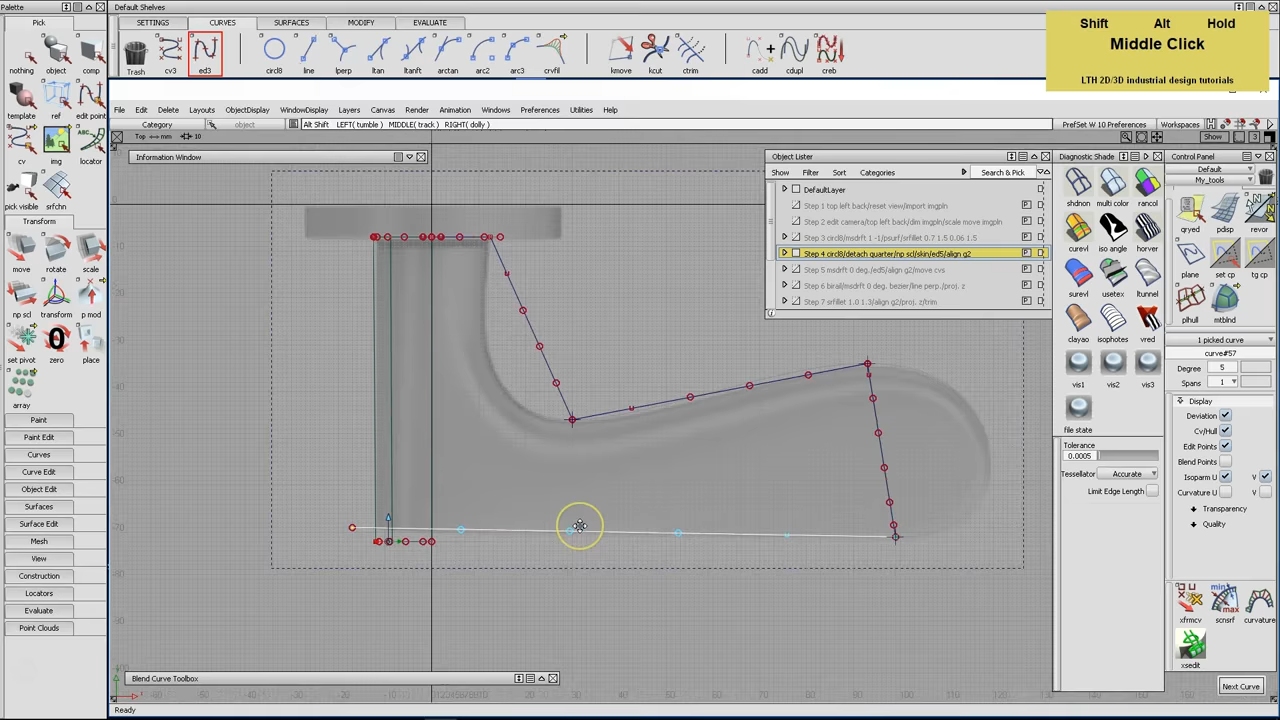 Palette
Default Shelves
Shift Alt Hold
Middle Click
LTH 2D/3D industrial design tutorials
Pick
SETTINGS CURVES SURFACES MODIFY EVALUATE
nothing object comp
Trash cv3 ed3 circl8 line lperp ltan ltanft arctan arc2 arc3 crvfil kmove kcut ctrim cadd cdupl creb
template ref edit point
File Edit Delete Layouts ObjectDisplay WindowDisplay Layers Canvas Render Animation Windows Preferences Utilities Help
Category object Alt Shift LEFT( tumble ) MIDDLE( track ) RIGHT( dolly ) PrefSet W 10 Preferences Workspaces
Top mm 10 Show 3
cv img locator
Information Window
Object Lister
Diagnostic Shade
Control Panel
Show Filter Sort Categories Search & Pick
Default
My_tools
DefaultLayer
shdnon multi color rancol
Step 1 top left back/reset view/import imgpln
Step 2 edit camera/top left back/dim imgpln/scale move imgpln
qryed pdsp Nrevor
Step 3 circl8/msdrft 1 -1/psurf/srfillet 0.7 1.5 0.06 1.5
curevl iso angle horver
Step 4 circl8/detach quarter/np scl/skin/ed5/align g2
Step 5 msdrft 0 deg./ed5/align g2/move cvs
plane set cp tg cp
Step 6 birail/msdrft 0 deg. bezier/line perp./proj. z
surevl usetex ltunnel
Step 7 srfillet 1.0 1.3/align g2/proj. z/trim
pick visible srfchn
Transform
move rotate scale
np scl transform p mod
set pivot zero place
array
plhull mtblnd
clayao isophotes vred
1 picked curve
curve#57
Degree 5
Spans 1
vis1 vis2 vis3
Display
Deviation
Cv/Hull
Edit Points
Blend Points
Isoparm U V
Curvature U V
Transparency
Quality
file state
Tolerance
0.0005
Tessellator Accurate
Limit Edge Length
Paint
Paint Edit
Curves
Curve Edit
Object Edit
Surfaces
Surface Edit
Mesh
View
Construction
Locators
Evaluate
Point Clouds
xfrmcv scnsrf curvature
xsedit
Blend Curve Toolbox
Next Curve
Ready